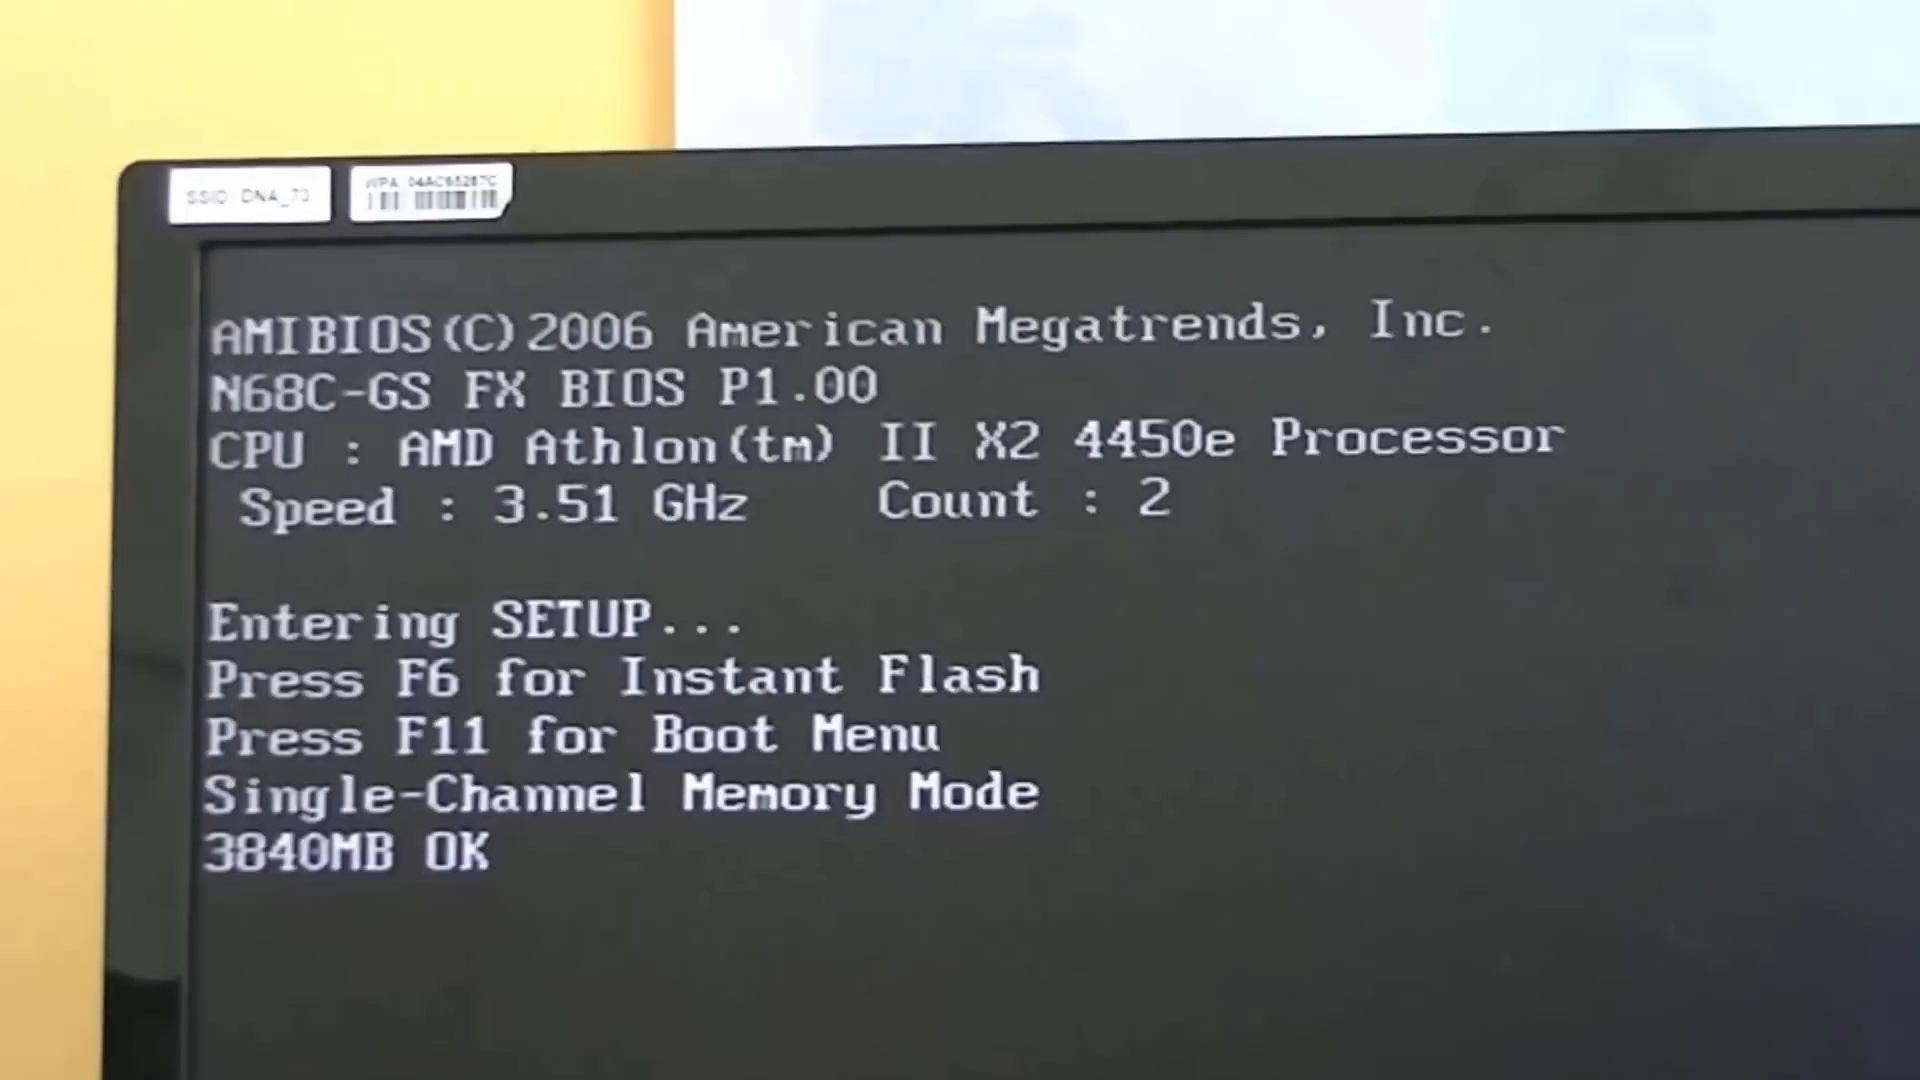 SSID: DNA_73
AMIBIOS(C)2006 American Megatrends, Inc.
N68C-GS FX BIOS P1.00
CPU : AMD Athlon(tm) II X2 4450e Processor
Speed : 3.51 GHz Count : 2
Entering SETUP...
Press F6 for Instant Flash
Press F11 for Boot Menu
Single-Channel Memory Mode
3840MB OK